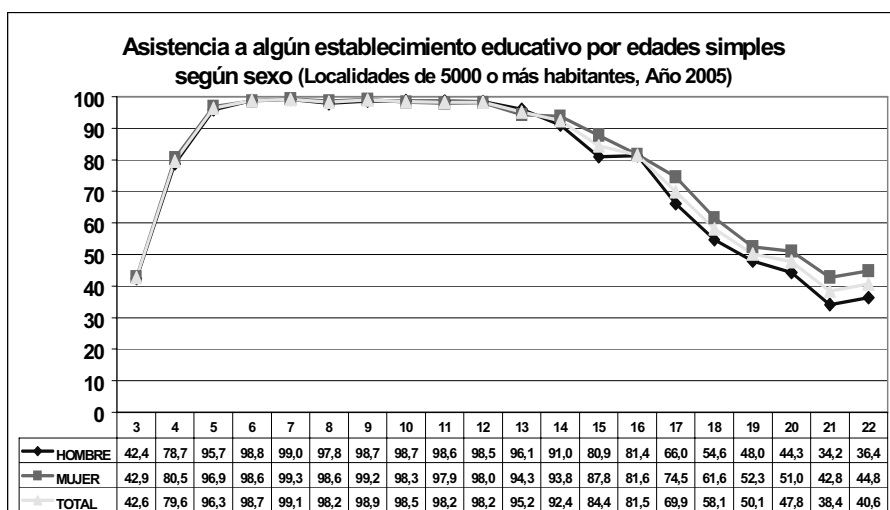 Asistencia a algún establecimiento educativo por edades simples
según sexo (Localidades de 5000 o más habitantes, Año 2005)
100
90
80
70
60
50
40
30
20
10
0
3 4 5 6 7 8 9 10 11 12 13 14 15 16 17 18 19 20 21 22
HOMBRE 42,4 78,7 95,7 98,8 99,0 97,8 98,7 98,7 98,6 98,5 96,1 91,0 80,9 81,4 66,0 54,6 48,0 44,3 34,2 36,4
MUJER 42,9 80,5 96,9 98,6 99,3 98,6 99,2 98,3 97,9 98,0 94,3 93,8 87,8 81,6 74,5 61,6 52,3 51,0 42,8 44,8
TOTAL 42,6 79,6 96,3 98,7 99,1 98,2 98,9 98,5 98,2 98,2 95,2 92,4 84,4 81,5 69,9 58,1 50,1 47,8 38,4 40,6